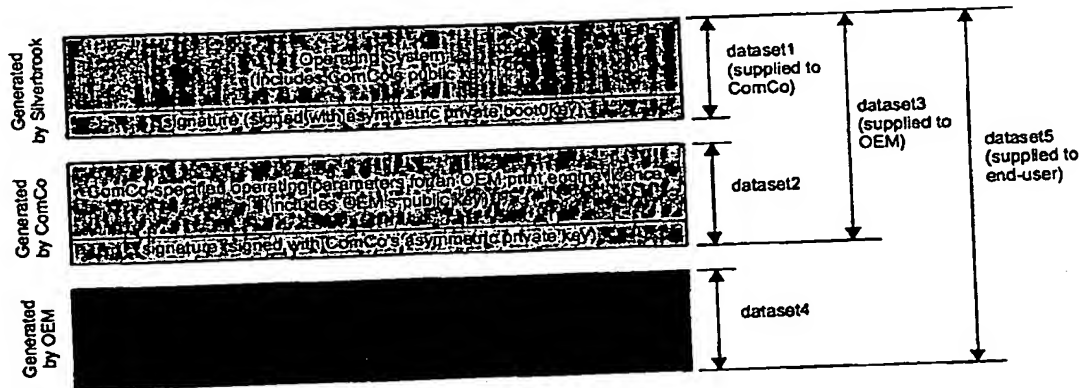 Generated
by Silverbrook
Operating System
(includes ComCo's public key)
signature (signed with asymmetric private boot0key)
dataset1
(supplied to
ComCo)
dataset3
(supplied to
OEM)
dataset5
(supplied to
end-user)
Generated
by ComCo
ComCo-specified operating parameters for an OEM print engine licence
(includes OEM's public key)
signature (signed with ComCo's asymmetric private key)
dataset2
Generated
by OEM
dataset4